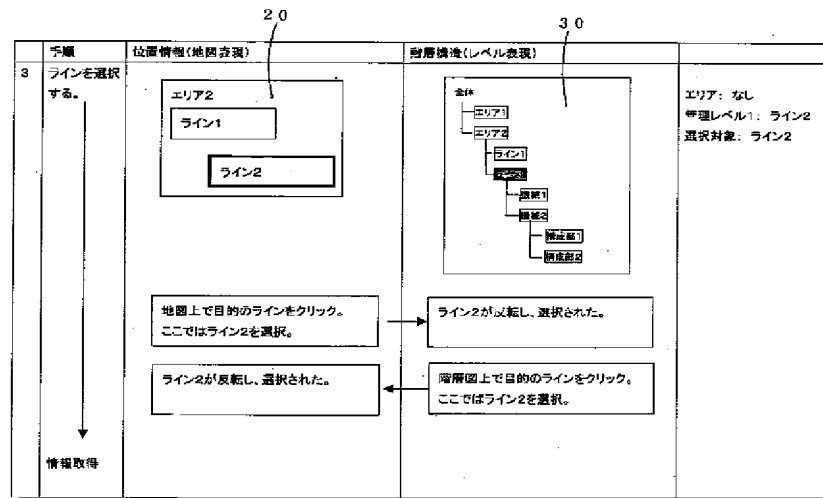 20
30
手順
位置情報(地図表現)
階層構造(レベル表現)
3
ラインを選択
する。
エリア2
ライン1
ライン2
全体
エリア1
エリア2
ライン1
機械1
機械2
構成部1
構成部2
エリア: なし
管理レベル1: ライン2
選択対象: ライン2
地図上で目的のラインをクリック。
ここではライン2を選択。
ライン2が反転し、選択された。
ライン2が反転し、選択された。
階層図上で目的のラインをクリック。
ここではライン2を選択。
情報取得